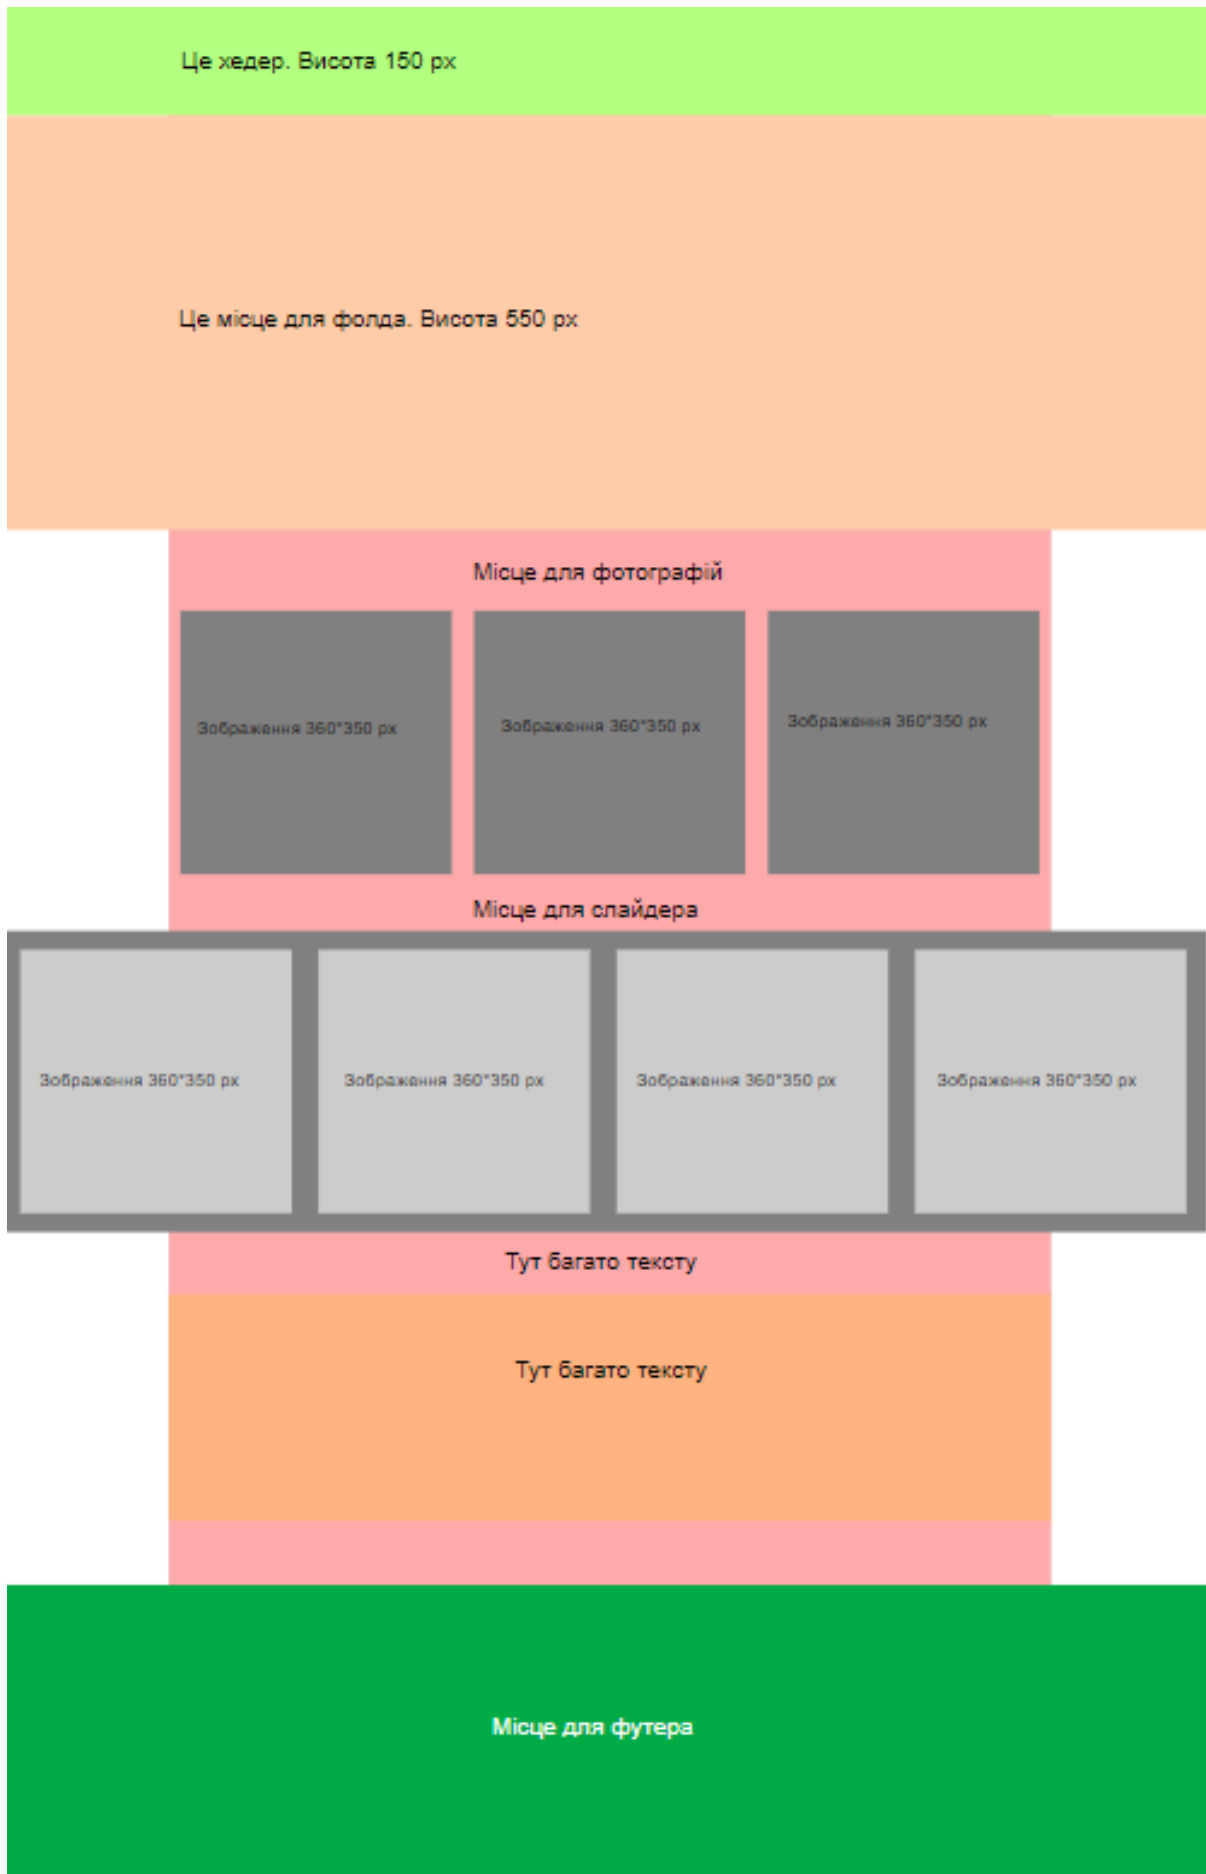 Це хедер. Висота 150 px
Це місце для фолда. Висота 550 px
Місце для фотографій
Зображення 360*350 px
Зображення 360*350 px
Зображення 360*350 px
Місце для слайдера
Зображення 360*350 px
Зображення 360*350 px
Зображення 360*350 px
Зображення 360*350 px
Тут багато тексту
Тут багато тексту
Місце для футера